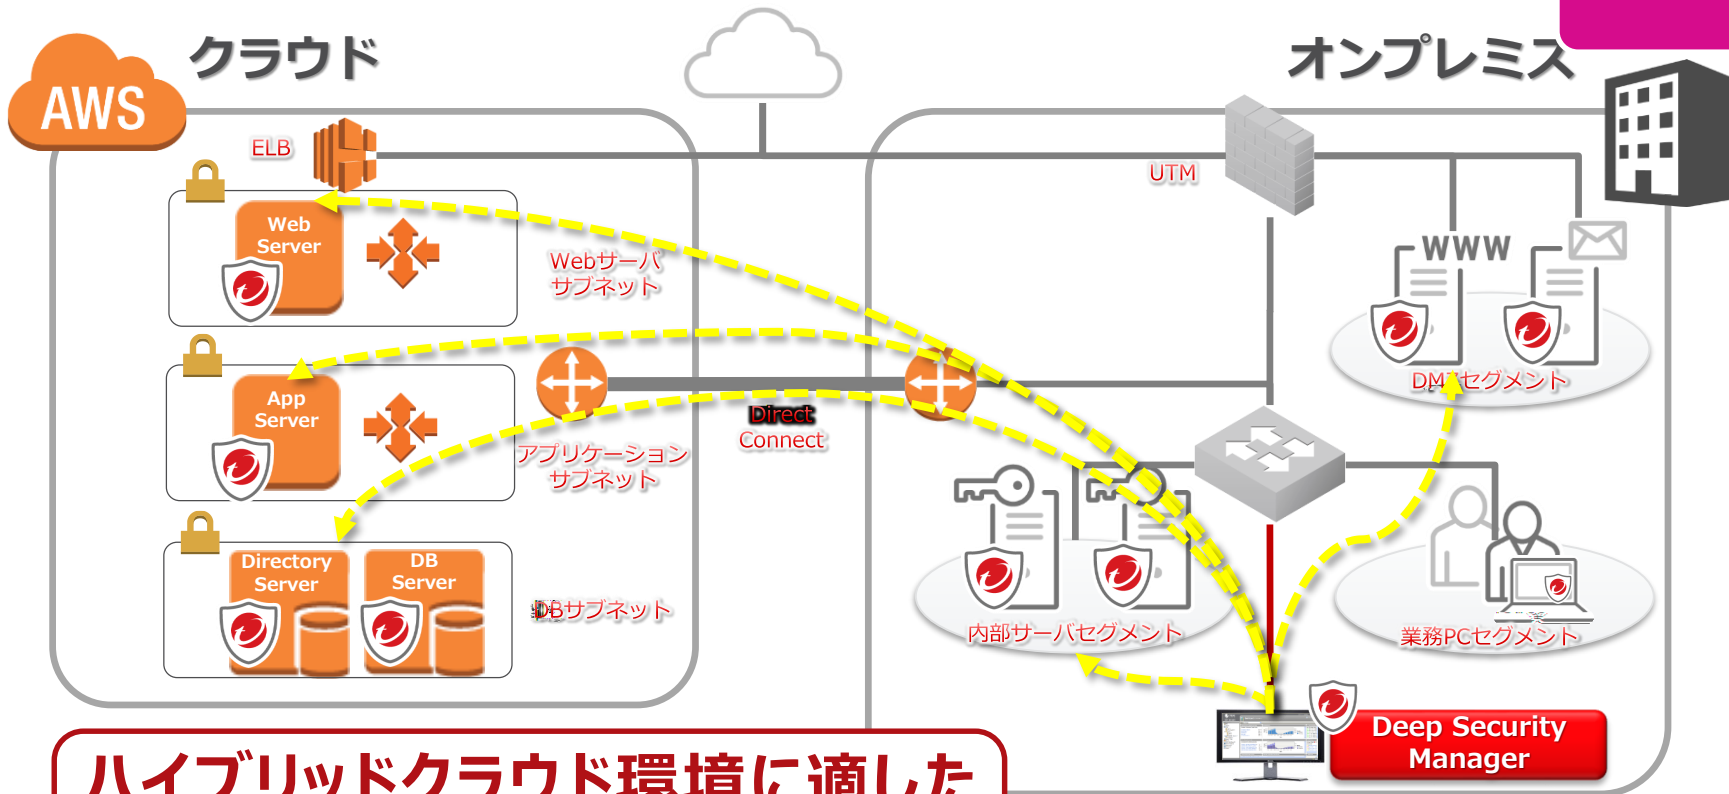 クラウド
オンプレミス
AWS
ELB
UTM
Web
Server
Webサーバ
サブネット
WWW
DMZセグメント
App
Server
Direct
Connect
アプリケーション
サブネット
Directory
Server
DB
Server
DBサブネット
内部サーバセグメント
業務PCセグメント
Deep Security
Manager
ハイブリッドクラウド環境に適した